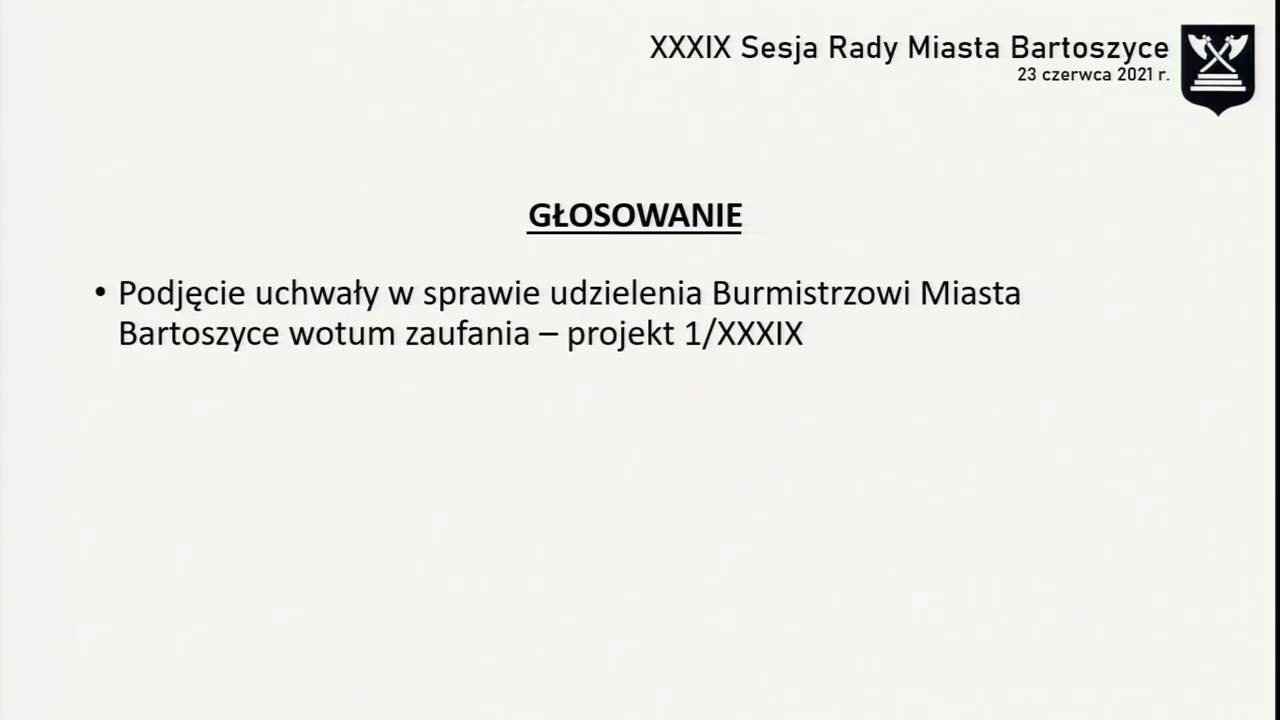 XXXIX Sesja Rady Miasta Bartoszyce
23 czerwca 2021 r.
GŁOSOWANIE
• Podjęcie uchwały w sprawie udzielenia Burmistrzowi Miasta
Bartoszyce wotum zaufania – projekt 1/XXXIX